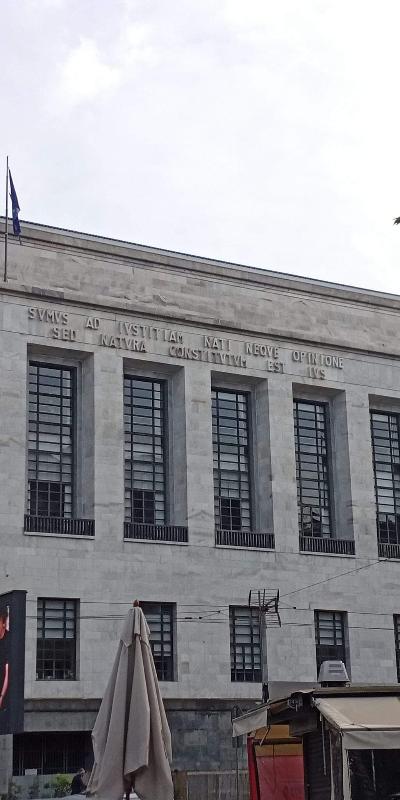 SVMVS AD IVSTITIAM NATI NEQVE OPINIONE
SED NATVRA CONSTITVTVM EST IVS